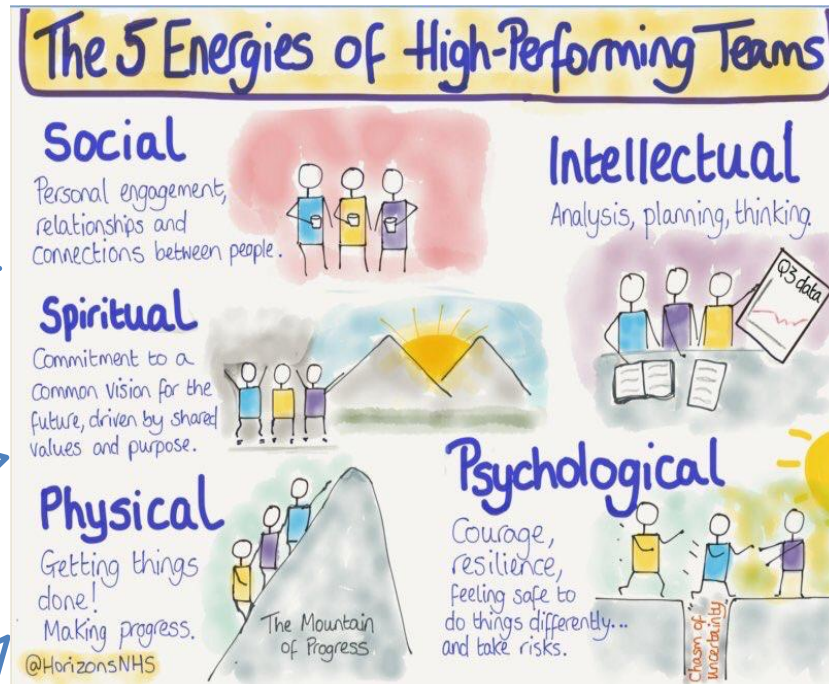 The 5 Energies of High-Performing Teams
Social
Personal engagement,
relationships and
connections between people.
Intellectual
Analysis, planning, thinking.
Q3 data
Spiritual
Commitment to a
common vision for the
future, driven by shared
values and purpose.
Physical
Getting things
done!
Making progress.
The Mountain
of Progress
@HorizonsNHS
Psychological
Courage,
resilience,
feeling safe to
do things differently...
and take risks.
Chasm of
uncertainty